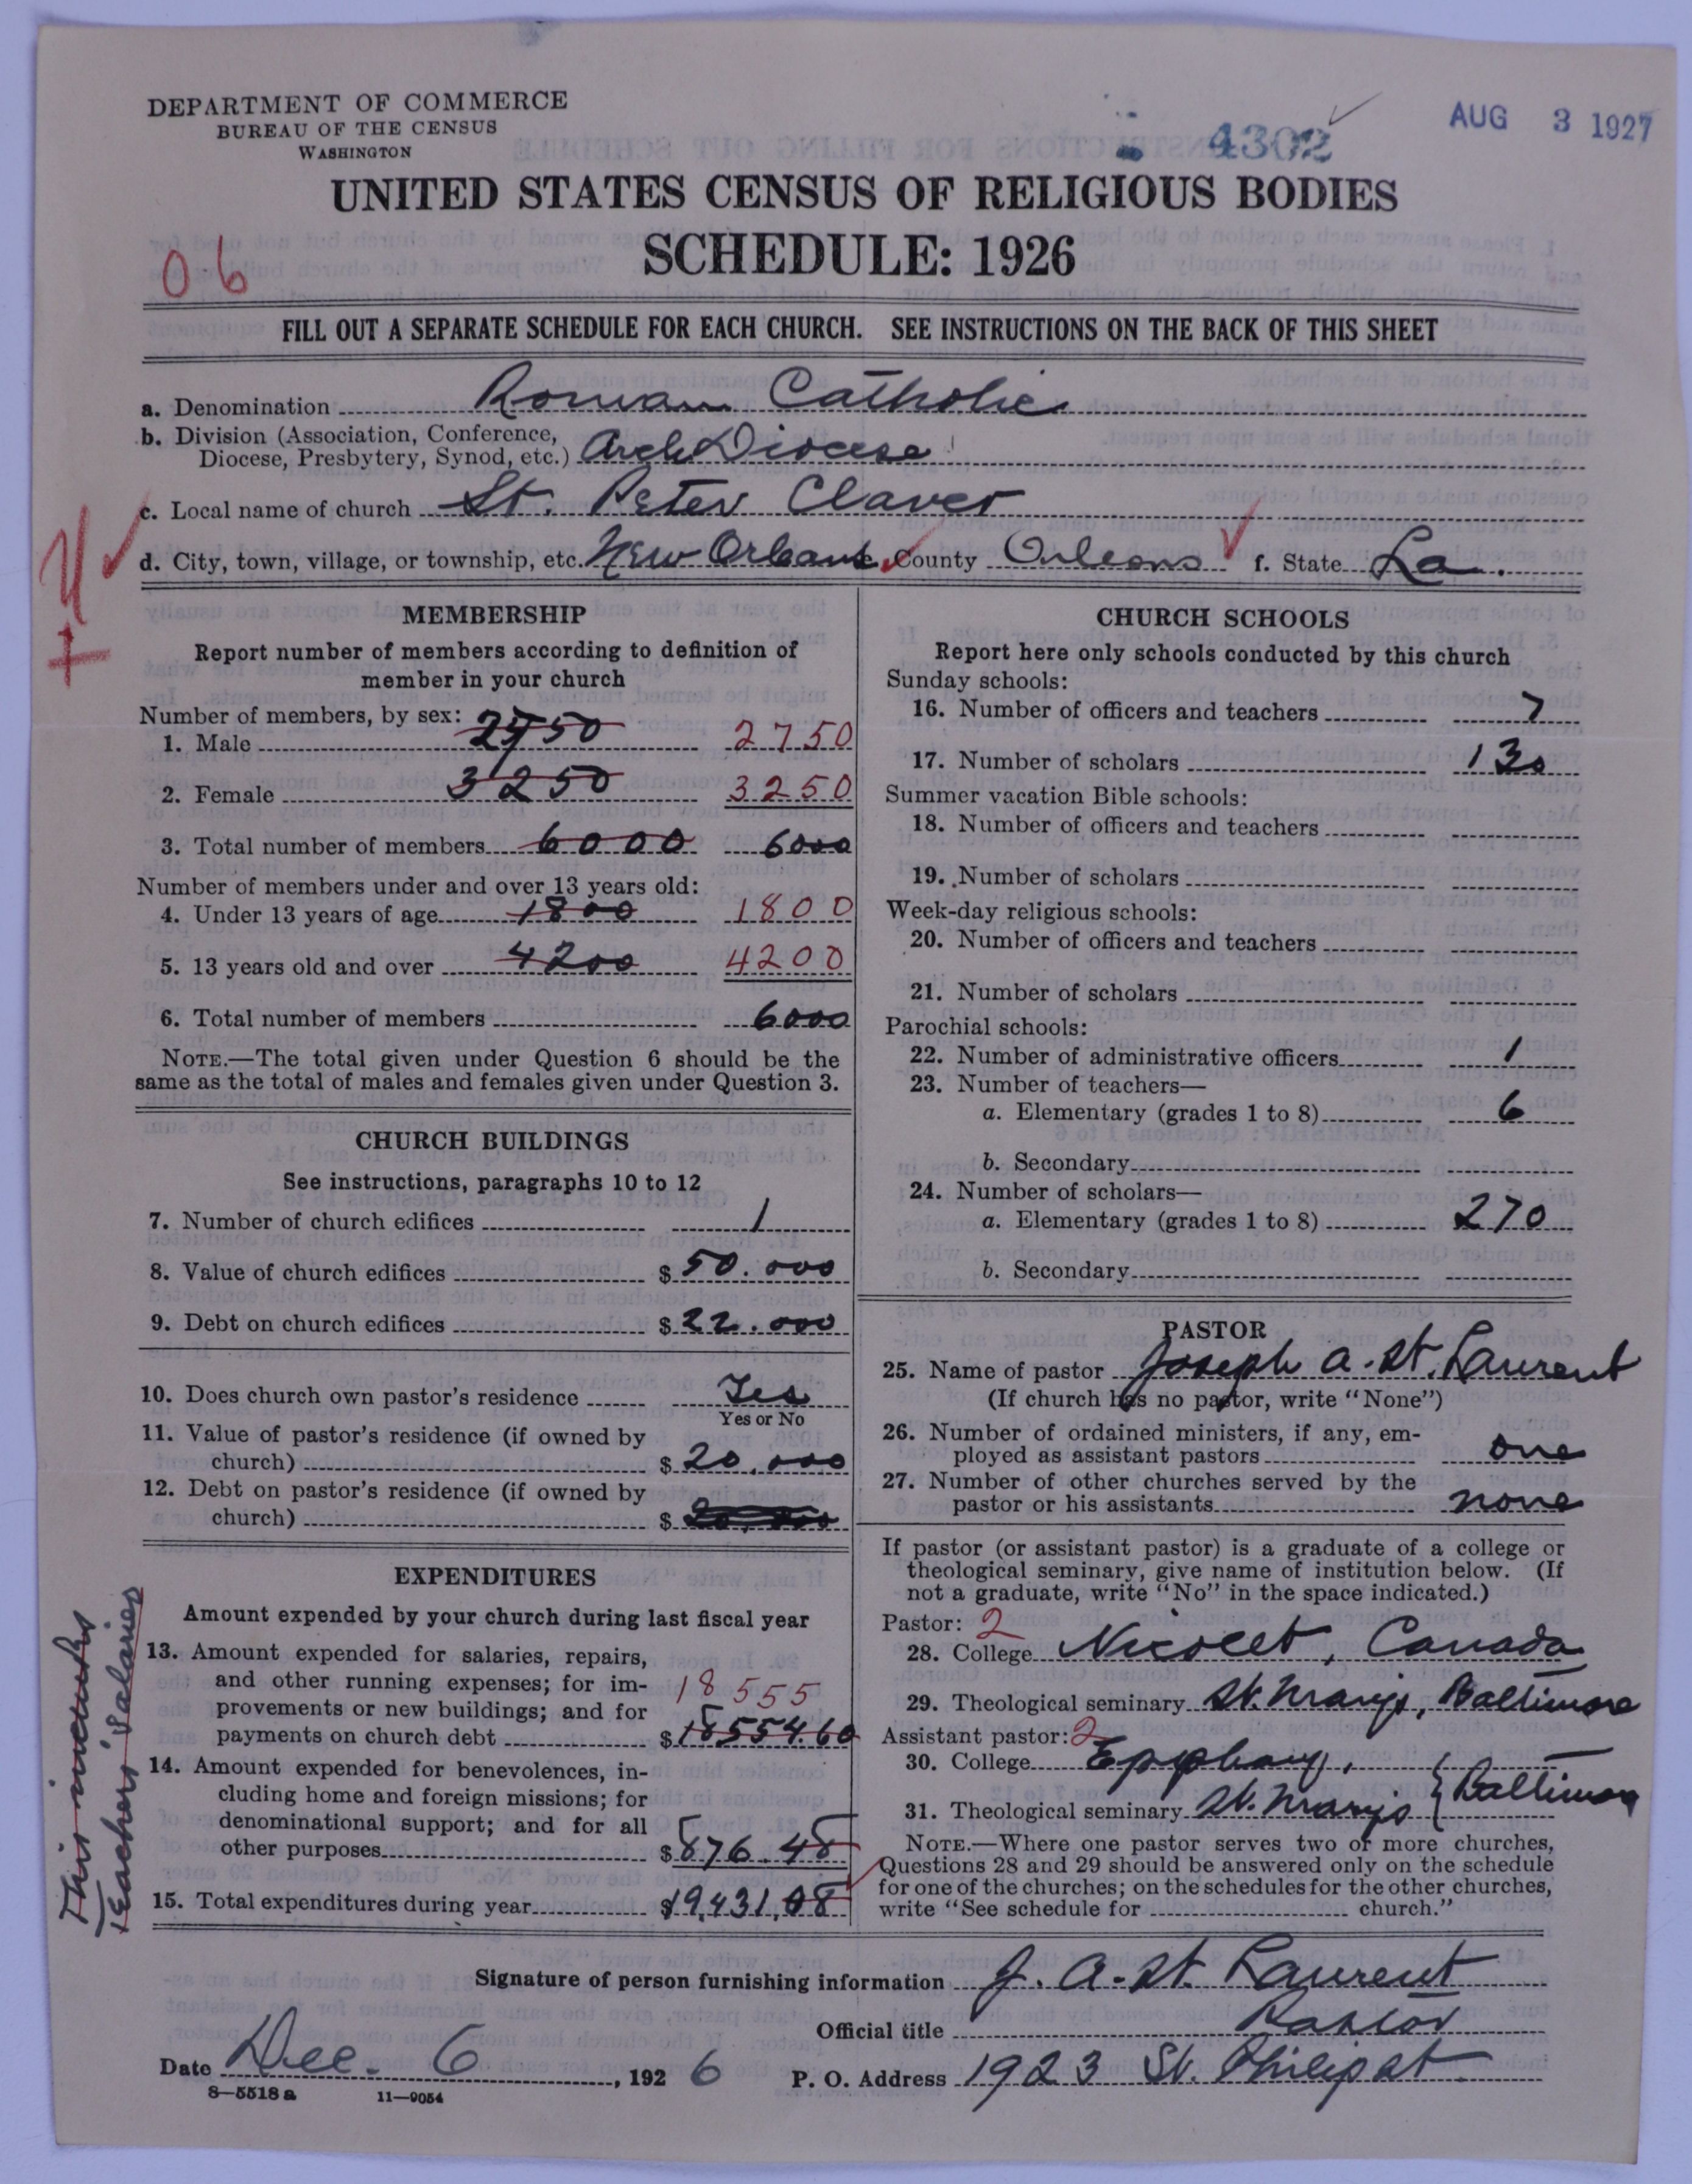 DEPARTMENT OF COMMERCE
BUREAU OF THE CENSUS
WASHINGTON
4302
AUG 3 1927
UNITED STATES CENSUS OF RELIGIOUS BODIES
SCHEDULE: 1926
06
FILL OUT A SEPARATE SCHEDULE FOR EACH CHURCH. SEE INSTRUCTIONS ON THE BACK OF THIS SHEET
a. Denomination Roman Catholic
b. Division (Association, Conference,
Diocese, Presbytery, Synod, etc.) Arch Diocese
c. Local name of church St. Peter Claver
d. City, town, village, or township, etc. New Orleans County Orleans f. State La.
MEMBERSHIP
Report number of members according to definition of
member in your church
Number of members, by sex:
1. Male 2750 2750
2. Female 3250 3250
3. Total number of members 6000 6000
Number of members under and over 13 years old:
4. Under 13 years of age 1800 1800
5. 13 years old and over 4200 4200
6. Total number of members 6000
NOTE.—The total given under Question 6 should be the
same as the total of males and females given under Question 3.
CHURCH BUILDINGS
See instructions, paragraphs 10 to 12
7. Number of church edifices 1
8. Value of church edifices $ 50.000
9. Debt on church edifices $ 22.000
10. Does church own pastor's residence Yes
Yes or No
11. Value of pastor's residence (if owned by
church) $ 20.000
12. Debt on pastor's residence (if owned by
church) $
EXPENDITURES
Amount expended by your church during last fiscal year
13. Amount expended for salaries, repairs,
and other running expenses; for im-
provements or new buildings; and for
18555
payments on church debt $ 18554.60
14. Amount expended for benevolences, in-
cluding home and foreign missions; for
denominational support; and for all
other purposes $ 876.48
15. Total expenditures during year $ 19,431,08
This includes
teachers' salaries
CHURCH SCHOOLS
Report here only schools conducted by this church
Sunday schools:
16. Number of officers and teachers 7
17. Number of scholars 130
Summer vacation Bible schools:
18. Number of officers and teachers
19. Number of scholars
Week-day religious schools:
20. Number of officers and teachers
21. Number of scholars
Parochial schools:
22. Number of administrative officers 1
23. Number of teachers—
a. Elementary (grades 1 to 8) 6
b. Secondary
24. Number of scholars—
a. Elementary (grades 1 to 8) 270
b. Secondary
PASTOR
25. Name of pastor Joseph A. St. Laurent
(If church has no pastor, write "None")
26. Number of ordained ministers, if any, em-
ployed as assistant pastors one
27. Number of other churches served by the
pastor or his assistants none
If pastor (or assistant pastor) is a graduate of a college or
theological seminary, give name of institution below. (If
not a graduate, write "No" in the space indicated.)
Pastor: 2
28. College Nicolet, Canada
29. Theological seminary St. Mary's, Baltimore
Assistant pastor: 2
30. College Epiphany,
31. Theological seminary St. Mary's { Baltimore
NOTE.—Where one pastor serves two or more churches,
Questions 28 and 29 should be answered only on the schedule
for one of the churches; on the schedules for the other churches,
write "See schedule for church."
Signature of person furnishing information J. A. St. Laurent
Official title Pastor
Date Dec. 6, 1926 P. O. Address 1923 St. Philip st
8—5518 a 11—9054